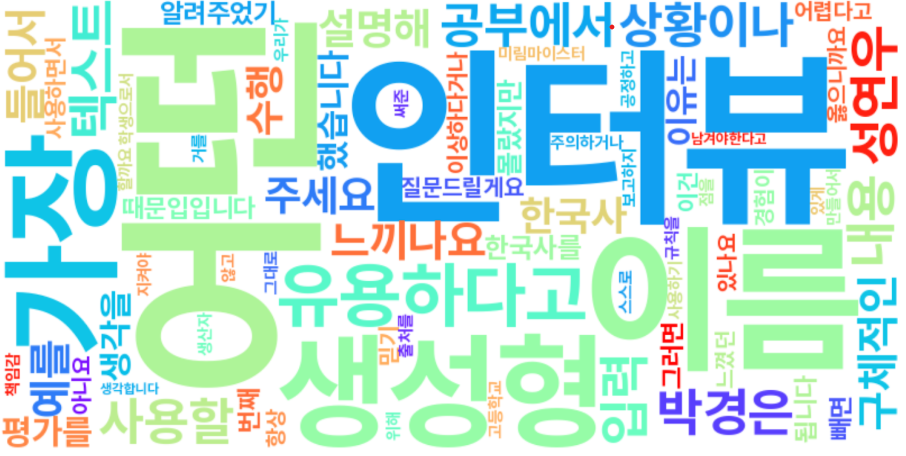 알려주었기
설명해
우리가
공부에서
상황이나
어렵다고
들어서
사용하면서
텍스트
어떤
수행
했습니다
인터뷰
써준
이상하다거나
미림마이스터
몰랐지만
공정하고
이유는
옳으니까요
성연우
가장
할까요
학생으로서
거를
주의하거나
남겨야한다고
주세요
질문드릴게요
보고하지
이건
점을
경험이
있게
만들어서
때문입니다
한국사
내용
느끼나요
한국사를
이름
규칙을
지켜야
않고
그대로
유용하다고
스스로
사용하기
있나요
책임감
예를
생각을
생산자
믿기
출처를
그러면
느꼈던
구체적인
아니요
생각합니다
생성형
입력
박경은
평가를
사용할
번째
항상
위해
고등학교
됩니다
빼면